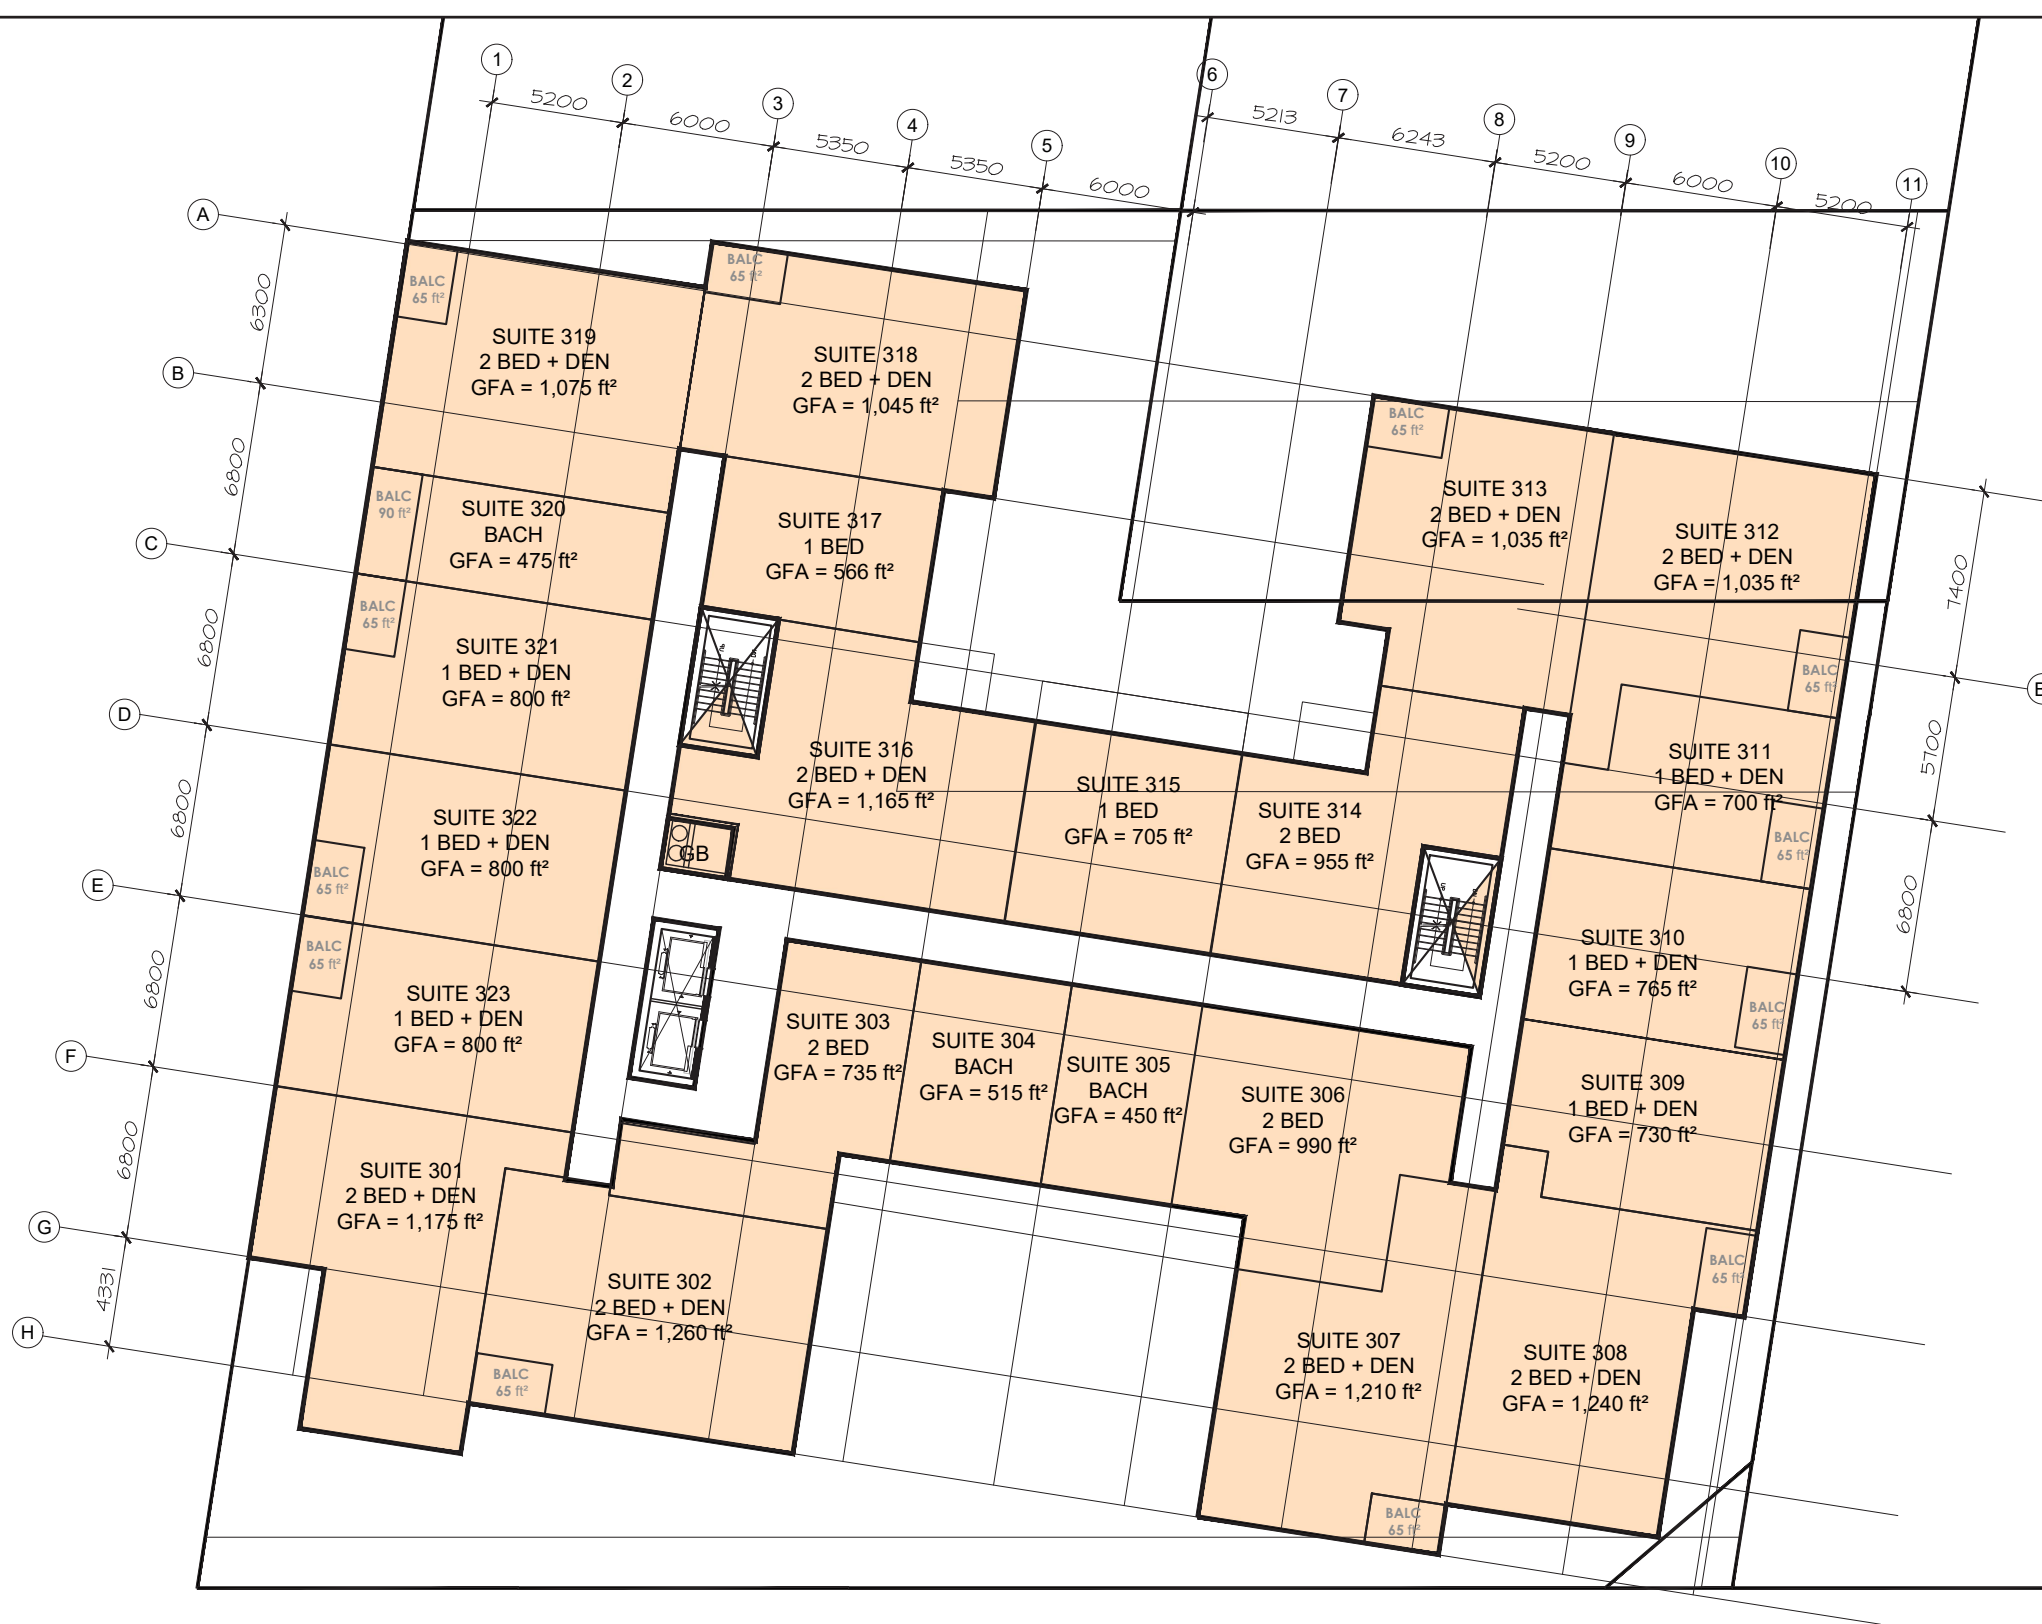 1
2
3
4
5
6
7
8
9
10
11
5200
6000
5350
5350
6000
5213
6243
5200
6000
5200
A
B
C
D
E
F
G
H
6300
6800
6800
6800
6800
6800
4331
7400
5100
6800
BALC
65 ft²
SUITE 319
2 BED + DEN
GFA = 1,075 ft²
BALC
65 ft²
SUITE 318
2 BED + DEN
GFA = 1,045 ft²
BALC
90 ft²
SUITE 320
BACH
GFA = 475 ft²
SUITE 317
1 BED
GFA = 566 ft²
BALC
65 ft²
SUITE 313
2 BED + DEN
GFA = 1,035 ft²
SUITE 312
2 BED + DEN
GFA = 1,035 ft²
BALC
65 ft²
BALC
65 ft²
SUITE 321
1 BED + DEN
GFA = 800 ft²
SUITE 316
2 BED + DEN
GFA = 1,165 ft²
SUITE 315
1 BED
GFA = 705 ft²
SUITE 314
2 BED
GFA = 955 ft²
SUITE 311
1 BED + DEN
GFA = 700 ft²
BALC
65 ft²
SUITE 322
1 BED + DEN
GFA = 800 ft²
BALC
65 ft²
GB
SUITE 310
1 BED + DEN
GFA = 765 ft²
BALC
65 ft²
BALC
65 ft²
SUITE 323
1 BED + DEN
GFA = 800 ft²
SUITE 303
2 BED
GFA = 735 ft²
SUITE 304
BACH
GFA = 515 ft²
SUITE 305
BACH
GFA = 450 ft²
SUITE 306
2 BED
GFA = 990 ft²
SUITE 309
1 BED + DEN
GFA = 730 ft²
BALC
65 ft²
SUITE 301
2 BED + DEN
GFA = 1,175 ft²
SUITE 302
2 BED + DEN
GFA = 1,260 ft²
BALC
65 ft²
SUITE 307
2 BED + DEN
GFA = 1,210 ft²
BALC
65 ft²
SUITE 308
2 BED + DEN
GFA = 1,240 ft²